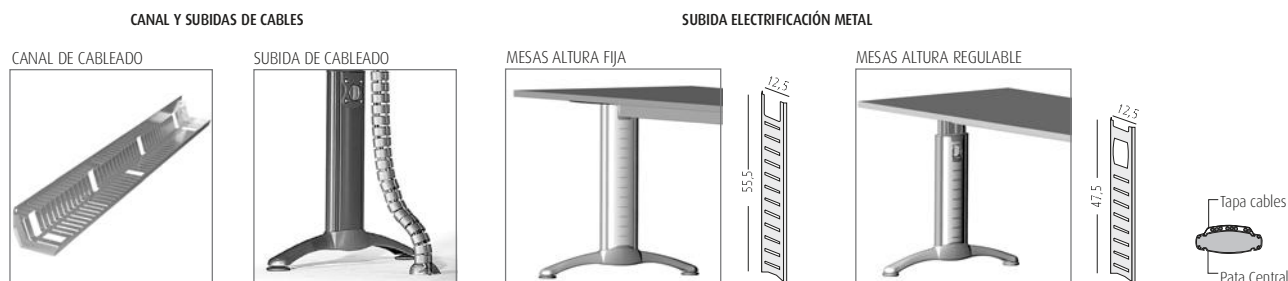 CANAL Y SUBIDAS DE CABLES
SUBIDA ELECTRIFICACIÓN METAL
CANAL DE CABLEADO
SUBIDA DE CABLEADO
MESAS ALTURA FIJA
MESAS ALTURA REGULABLE
12,5
55,5
12,5
47,5
Tapa cables
Pata Central